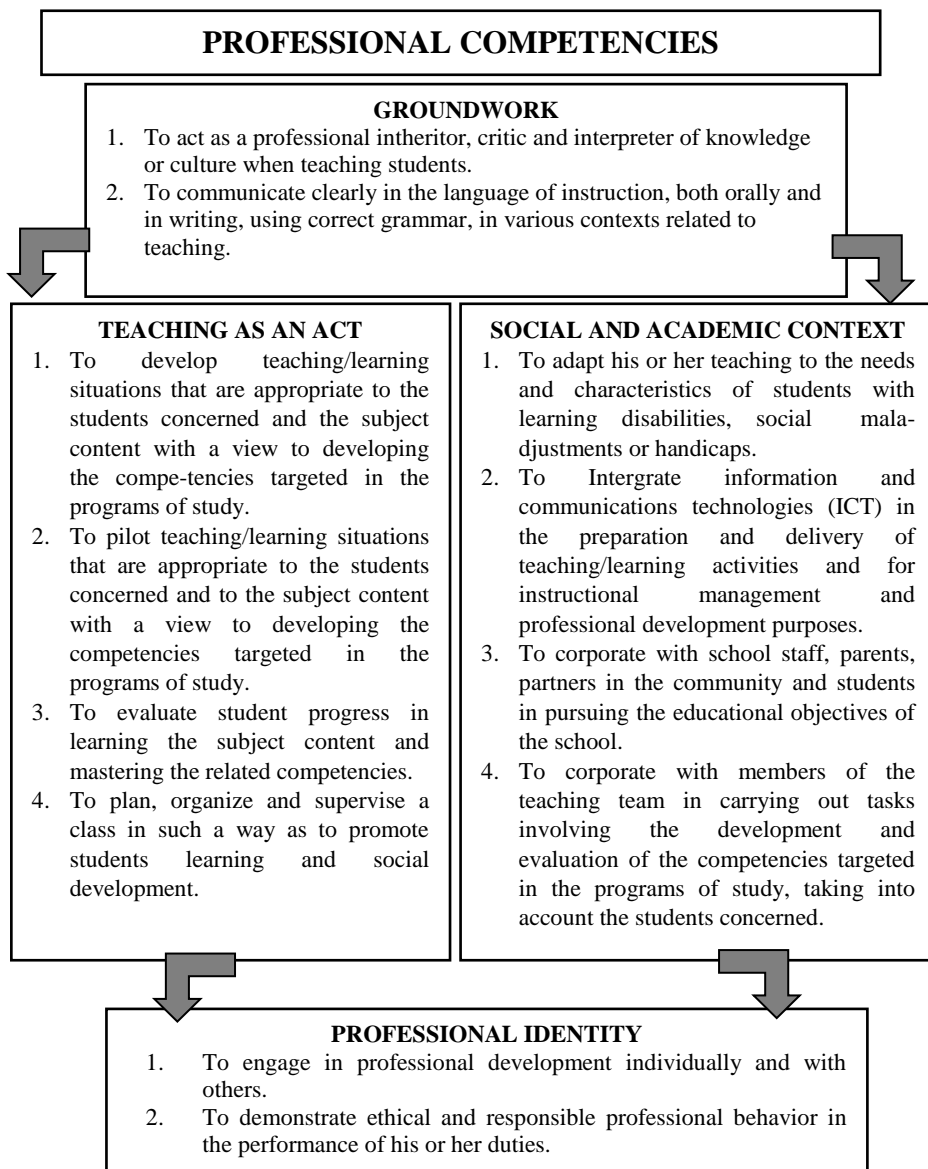 PROFESSIONAL COMPETENCIES
GROUNDWORK
1. To act as a professional intheritor, critic and interpreter of knowledge
or culture when teaching students.
2. To communicate clearly in the language of instruction, both orally and
in writing, using correct grammar, in various contexts related to
teaching.
TEACHING AS AN ACT
1. To develop teaching/learning
situations that are appropriate to the
students concerned and the subject
content with a view to developing
the compe-tencies targeted in the
programs of study.
2. To pilot teaching/learning situations
that are appropriate to the students
concerned and to the subject content
with a view to developing the
competencies targeted in the
programs of study.
3. To evaluate student progress in
learning the subject content and
mastering the related competencies.
4. To plan, organize and supervise a
class in such a way as to promote
students learning and social
development.
SOCIAL AND ACADEMIC CONTEXT
1. To adapt his or her teaching to the needs
and characteristics of students with
learning disabilities, social mala-
djustments or handicaps.
2. To Intergrate information and
communications technologies (ICT) in
the preparation and delivery of
teaching/learning activities and for
instructional management and
professional development purposes.
3. To corporate with school staff, parents,
partners in the community and students
in pursuing the educational objectives of
the school.
4. To corporate with members of the
teaching team in carrying out tasks
involving the development and
evaluation of the competencies targeted
in the programs of study, taking into
account the students concerned.
PROFESSIONAL IDENTITY
1. To engage in professional development individually and with
others.
2. To demonstrate ethical and responsible professional behavior in
the performance of his or her duties.